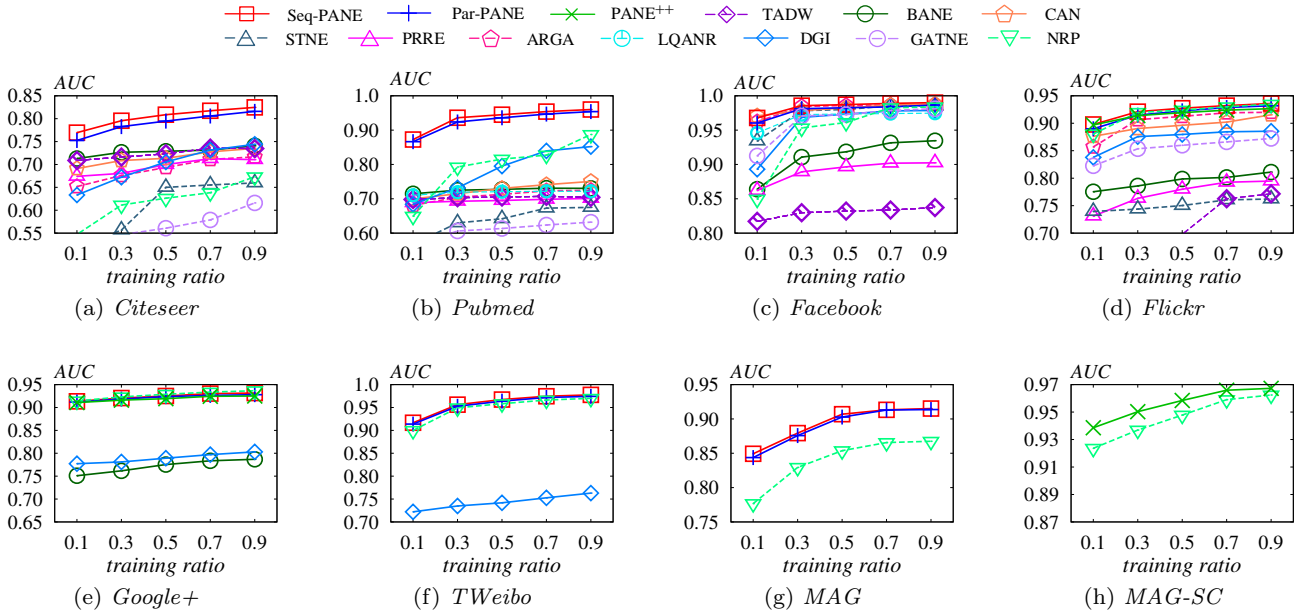 Seq-PANE Par-PANE PANE++ TADW BANE CAN
STNE PRRE ARGA LQANR DGI GATNE NRP
AUC
0.85
0.80
0.75
0.70
0.65
0.60
0.55
0.1 0.3 0.5 0.7 0.9
training ratio
(a) Citeseer
AUC
1.0
0.90
0.80
0.70
0.60
0.1 0.3 0.5 0.7 0.9
training ratio
(b) Pubmed
AUC
1.0
0.95
0.90
0.85
0.80
0.1 0.3 0.5 0.7 0.9
training ratio
(c) Facebook
AUC
0.95
0.90
0.85
0.80
0.75
0.70
0.1 0.3 0.5 0.7 0.9
training ratio
(d) Flickr
AUC
0.95
0.90
0.85
0.80
0.75
0.70
0.65
0.1 0.3 0.5 0.7 0.9
training ratio
(e) Google+
AUC
1.0
0.95
0.90
0.85
0.80
0.75
0.70
0.1 0.3 0.5 0.7 0.9
training ratio
(f) TWeibo
AUC
0.95
0.90
0.85
0.80
0.75
0.1 0.3 0.5 0.7 0.9
training ratio
(g) MAG
AUC
0.97
0.95
0.93
0.91
0.89
0.87
0.1 0.3 0.5 0.7 0.9
training ratio
(h) MAG-SC